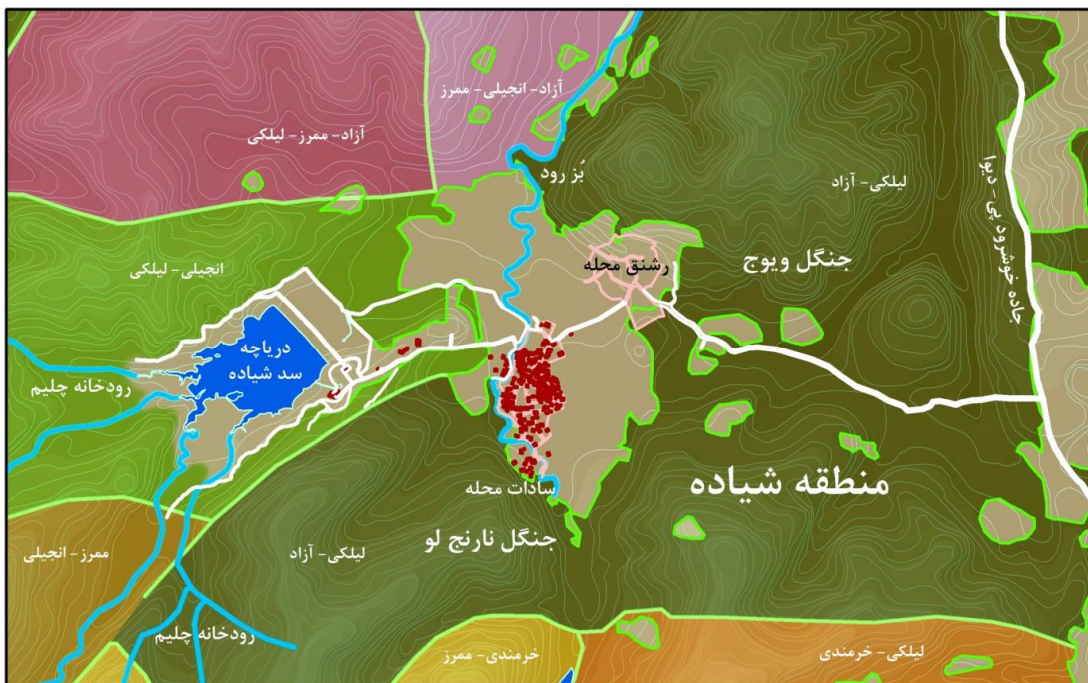 آزاد-انجیلی-ممرز
آزاد-ممرز-لیلکی
بُز رود
لیلکی-آزاد
جاده خوشرود پی - دیوا
انجیلی-لیلکی
رشنق محله
جنگل ویوج
دریاچه
سد شیاده
رودخانه چلیم
منطقه شیاده
سادات محله
جنگل نارنج لو
ممرز-انجیلی
لیلکی-آزاد
رودخانه چلیم
خرمندی-ممرز
لیلکی-خرمندی